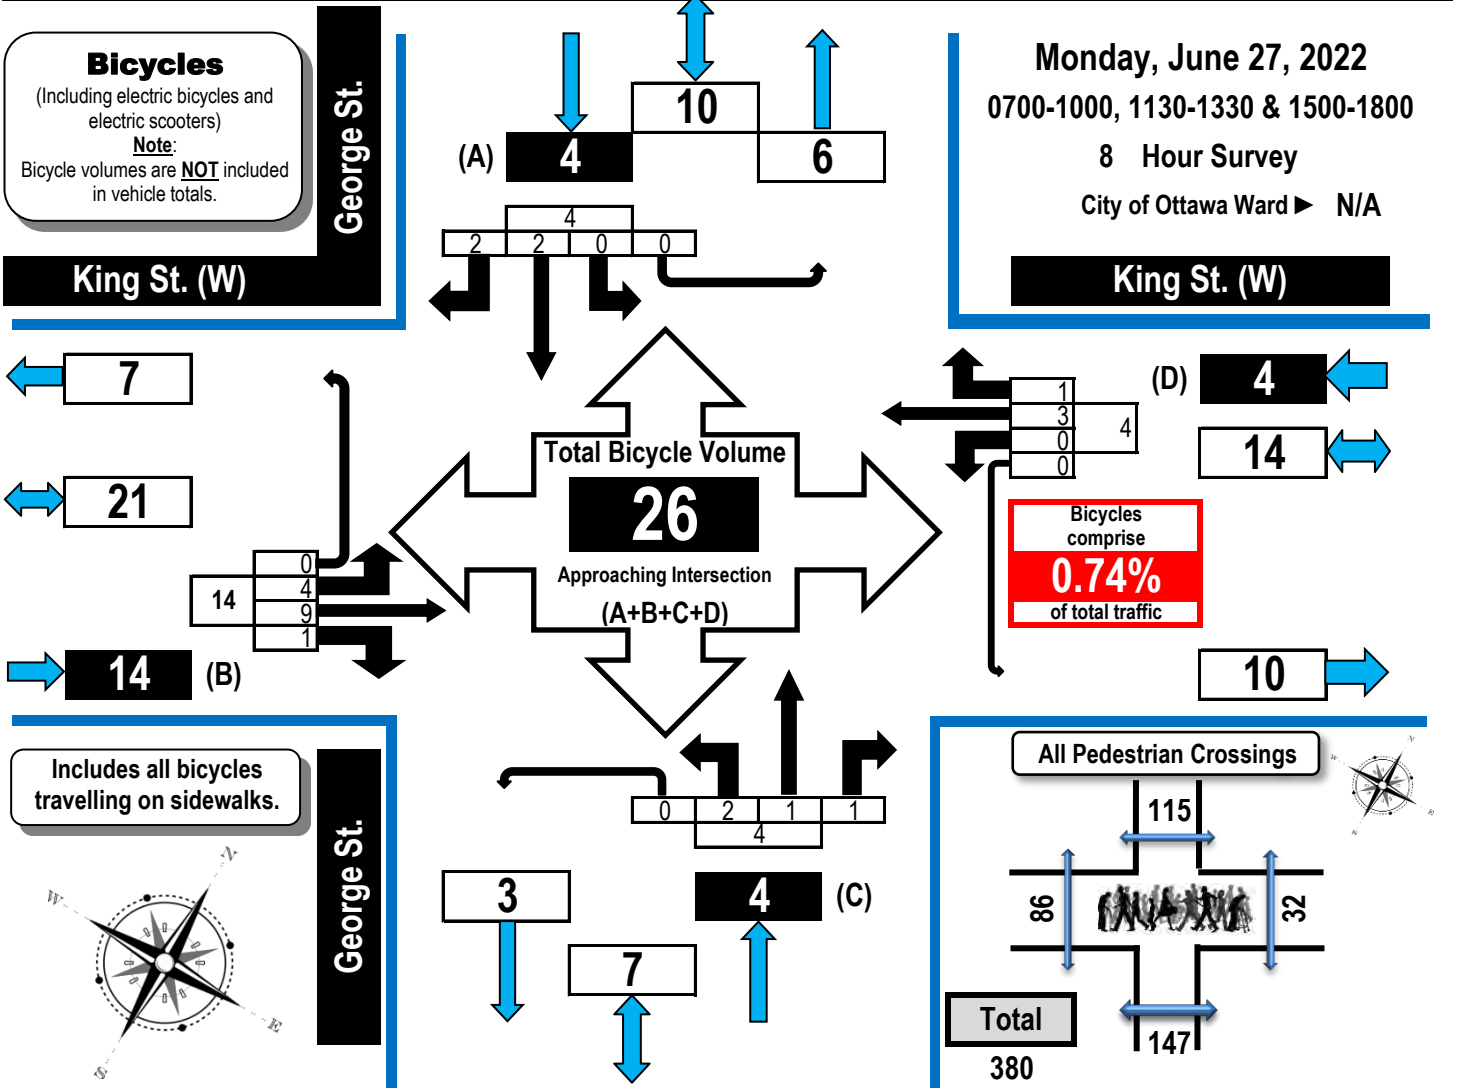 Bicycles
(Including electric bicycles and
electric scooters)
Note:
Bicycle volumes are NOT included
in vehicle totals.
George St.
King St. (W)
10
(A)
4
6
4
2
2
0
0
Monday, June 27, 2022
0700-1000, 1130-1330 & 1500-1800
8 Hour Survey
City of Ottawa Ward ► N/A
King St. (W)
7
21
0
4
9
1
14
14
(B)
Total Bicycle Volume
26
Approaching Intersection
(A+B+C+D)
1
3
0
0
4
(D)
4
14
Bicycles
comprise
0.74%
of total traffic
10
Includes all bicycles
travelling on sidewalks.
George St.
N
W
E
S
0
2
1
1
4
3
4
(C)
7
All Pedestrian Crossings
N
W
E
S
115
86
32
147
Total
380